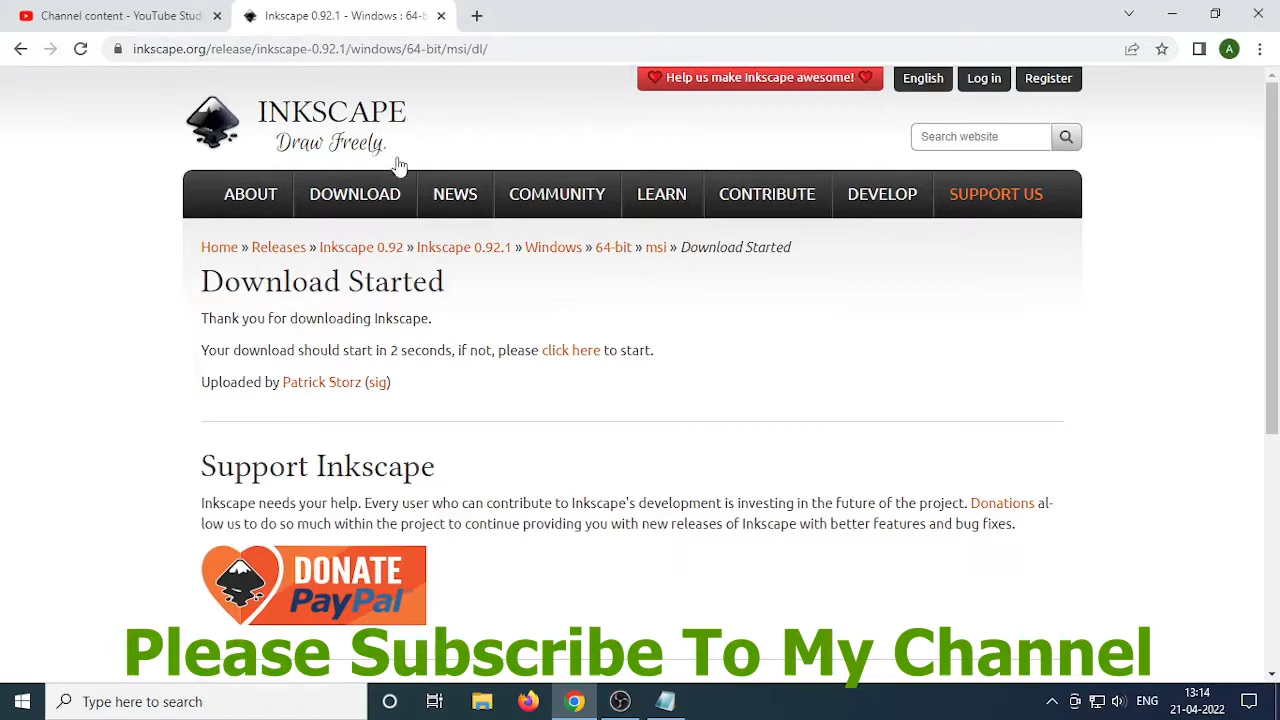 Channel content - YouTube Studi
Inkscape 0.92.1 - Windows : 64-b
inkscape.org/release/inkscape-0.92.1/windows/64-bit/msi/dl/
A
Help us make Inkscape awesome!
English
Log in
Register
INKSCAPE
Draw Freely.
Search website
ABOUT
DOWNLOAD
NEWS
COMMUNITY
LEARN
CONTRIBUTE
DEVELOP
SUPPORT US
Home » Releases » Inkscape 0.92 » Inkscape 0.92.1 » Windows » 64-bit » msi » Download Started
Download Started
Thank you for downloading Inkscape.
Your download should start in 2 seconds, if not, please click here to start.
Uploaded by Patrick Storz (sig)
Support Inkscape
Inkscape needs your help. Every user who can contribute to Inkscape's development is investing in the future of the project. Donations al-
low us to do so much within the project to continue providing you with new releases of Inkscape with better features and bug fixes.
DONATE
PayPal
Please Subscribe To My Channel
Type here to search
ENG
13:14
21-04-2022